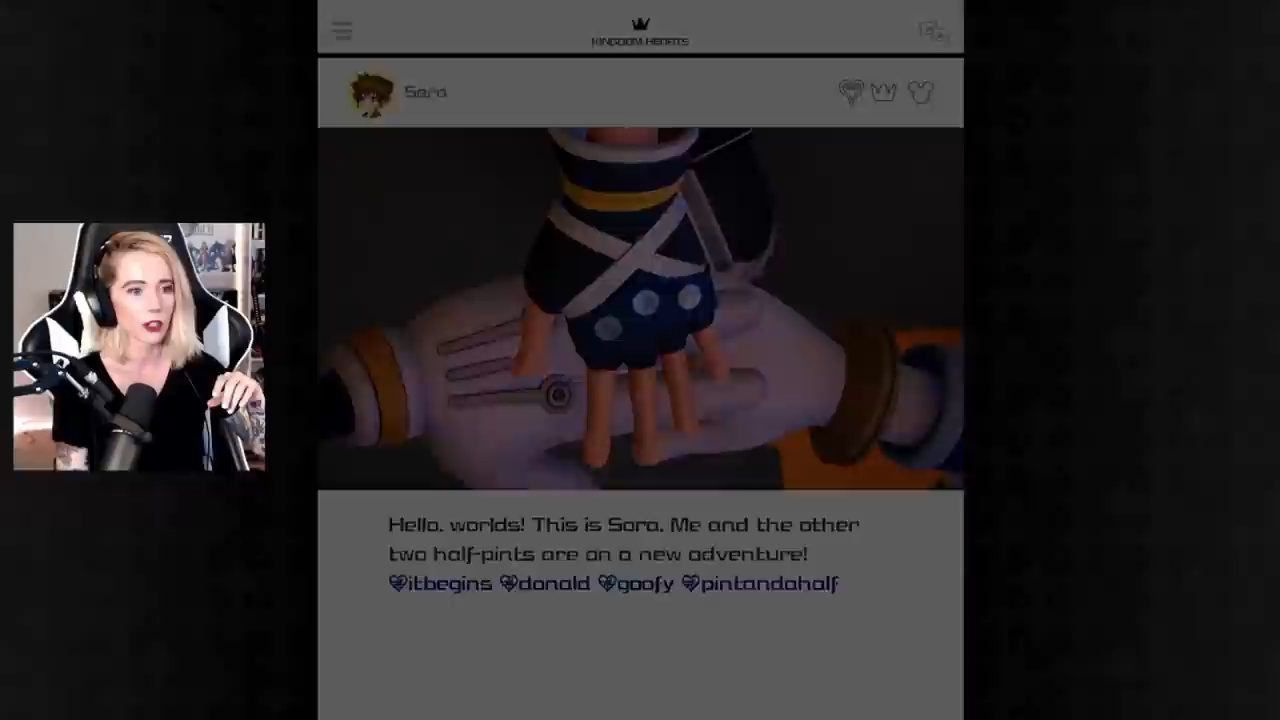 KINGDOM HEARTS
Sora
Hello, worlds! This is Sora. Me and the other
two half-pints are on a new adventure!
itbegins donald goofy pintandahalf